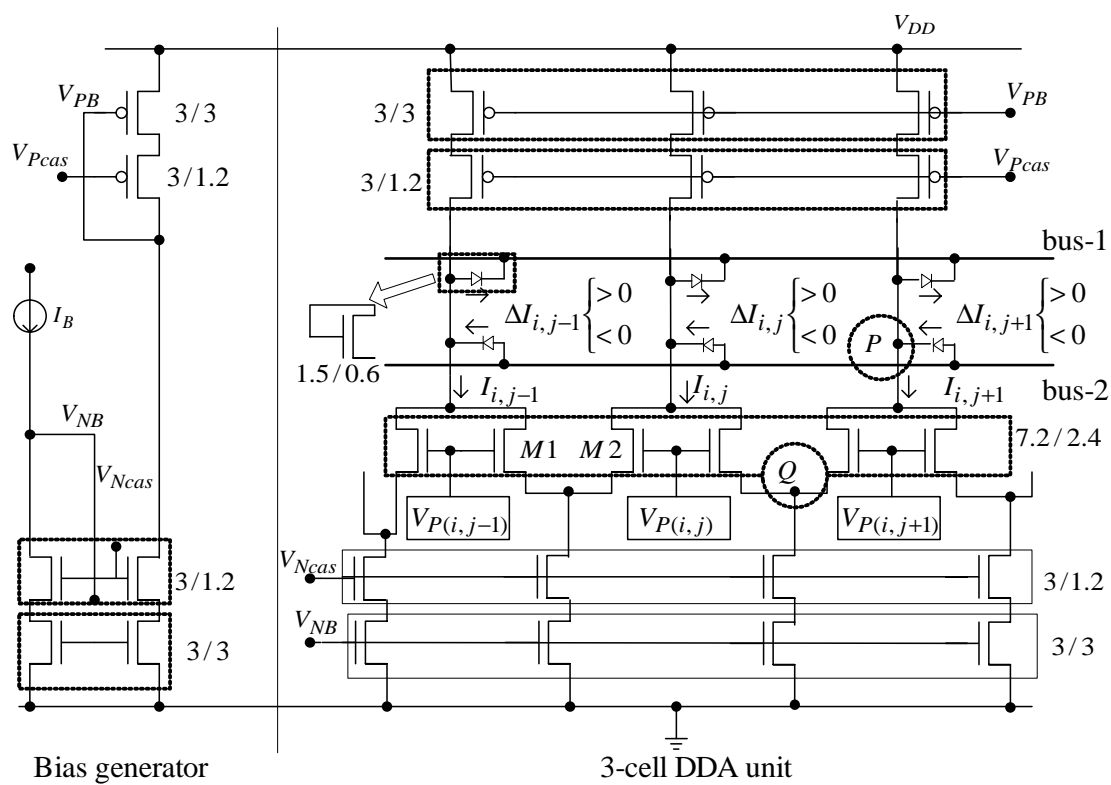 V_DD
V_PB
3/3
3/3
V_PB
V_Pcas
3/1.2
3/1.2
V_Pcas
bus-1
I_B
ΔI_{i,j−1} { >0 <0
ΔI_{i,j} { >0 <0
ΔI_{i,j+1} { >0 <0
P
1.5/0.6
bus-2
I_{i,j−1}
I_{i,j}
I_{i,j+1}
V_NB
M1
M2
7.2/2.4
Q
V_Ncas
V_{P(i,j−1)}
V_{P(i,j)}
V_{P(i,j+1)}
V_Ncas
3/1.2
3/1.2
V_NB
3/3
3/3
Bias generator
3-cell DDA unit